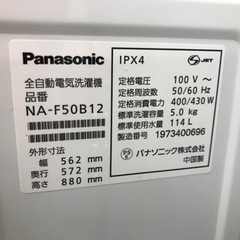 Panasonic
全自動電気洗濯機
品番
NA-F50B12
外形寸法
幅 562 mm
奥行 572 mm
高さ 880 mm
IPX4
JET
定格電圧 100 V～
定格周波数 50/60 Hz
定格消費電力 400/430 W
標準洗濯容量 5.0 kg
標準使用水量 114 L
製造番号 1973400696
パナソニック株式会社
中国製